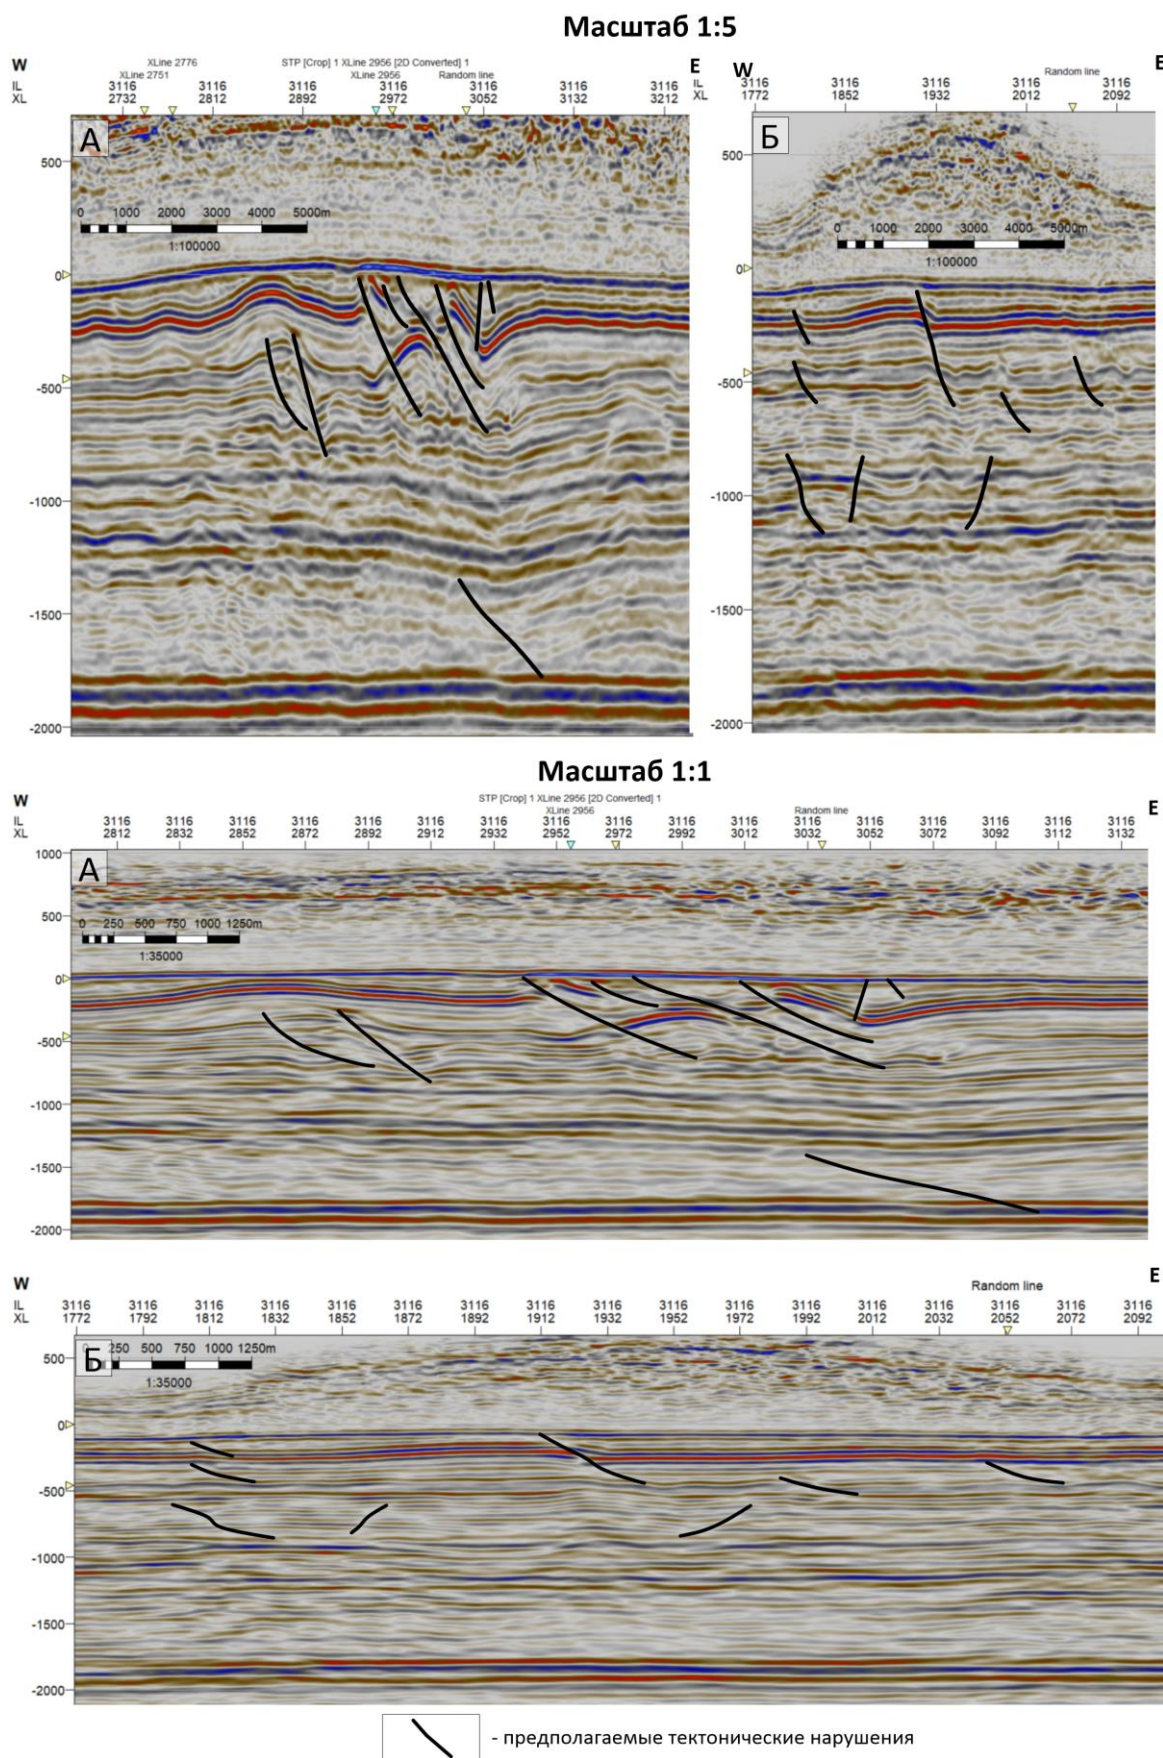 Масштаб 1:5
XLine 2776 STP [Crop] 1 XLine 2956 [2D Converted] 1
W XLine 2751 XLine 2956 Random line E
IL 3116 3116 3116 3116 3116 3116 3116
XL 2732 2812 2892 2972 3052 3132 3212
А
500
0 1000 2000 3000 4000 5000m
1:100000
0
-500
-1000
-1500
-2000
W Random line E
IL 3116 3116 3116 3116 3116
XL 1772 1852 1932 2012 2092
Б
500
0 1000 2000 3000 4000 5000m
1:100000
0
-500
-1000
-1500
-2000
Масштаб 1:1
W STP [Crop] 1 XLine 2956 [2D Converted] 1 E
XLine 2956 Random line
IL 3116 3116 3116 3116 3116 3116 3116 3116 3116 3116 3116 3116 3116 3116 3116 3116 3116
XL 2812 2832 2852 2872 2892 2912 2932 2952 2972 2992 3012 3032 3052 3072 3092 3112 3132
1000
А
500
0 250 500 750 1000 1250m
1:35000
0
-500
-1000
-1500
-2000
W Random line E
IL 3116 3116 3116 3116 3116 3116 3116 3116 3116 3116 3116 3116 3116 3116 3116 3116 3116
XL 1772 1792 1812 1832 1852 1872 1892 1912 1932 1952 1972 1992 2012 2032 2052 2072 2092
Б
500
250 500 750 1000 1250m
1:35000
0
-500
-1000
-1500
-2000
- предполагаемые тектонические нарушения